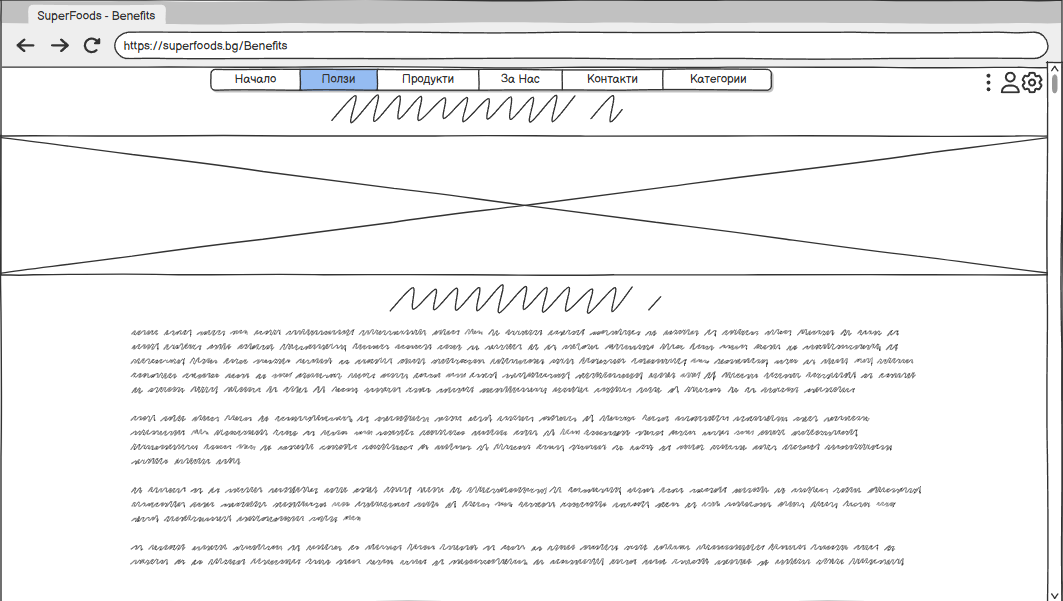 SuperFoods - Benefits
https://superfoods.bg/Benefits
Начало Ползи Продукти За Нас Контакти Категории